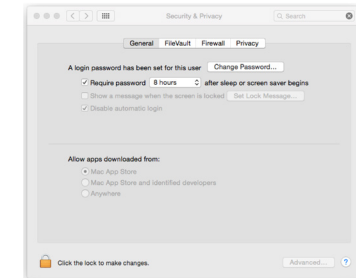 Security & Privacy
Search
General FileVault Firewall Privacy
A login password has been set for this user Change Password...
Require password 8 hours after sleep or screen saver begins
Show a message when the screen is locked Set Lock Message...
Disable automatic login
Allow apps downloaded from:
Mac App Store
Mac App Store and identified developers
Anywhere
Click the lock to make changes.
Advanced...
?